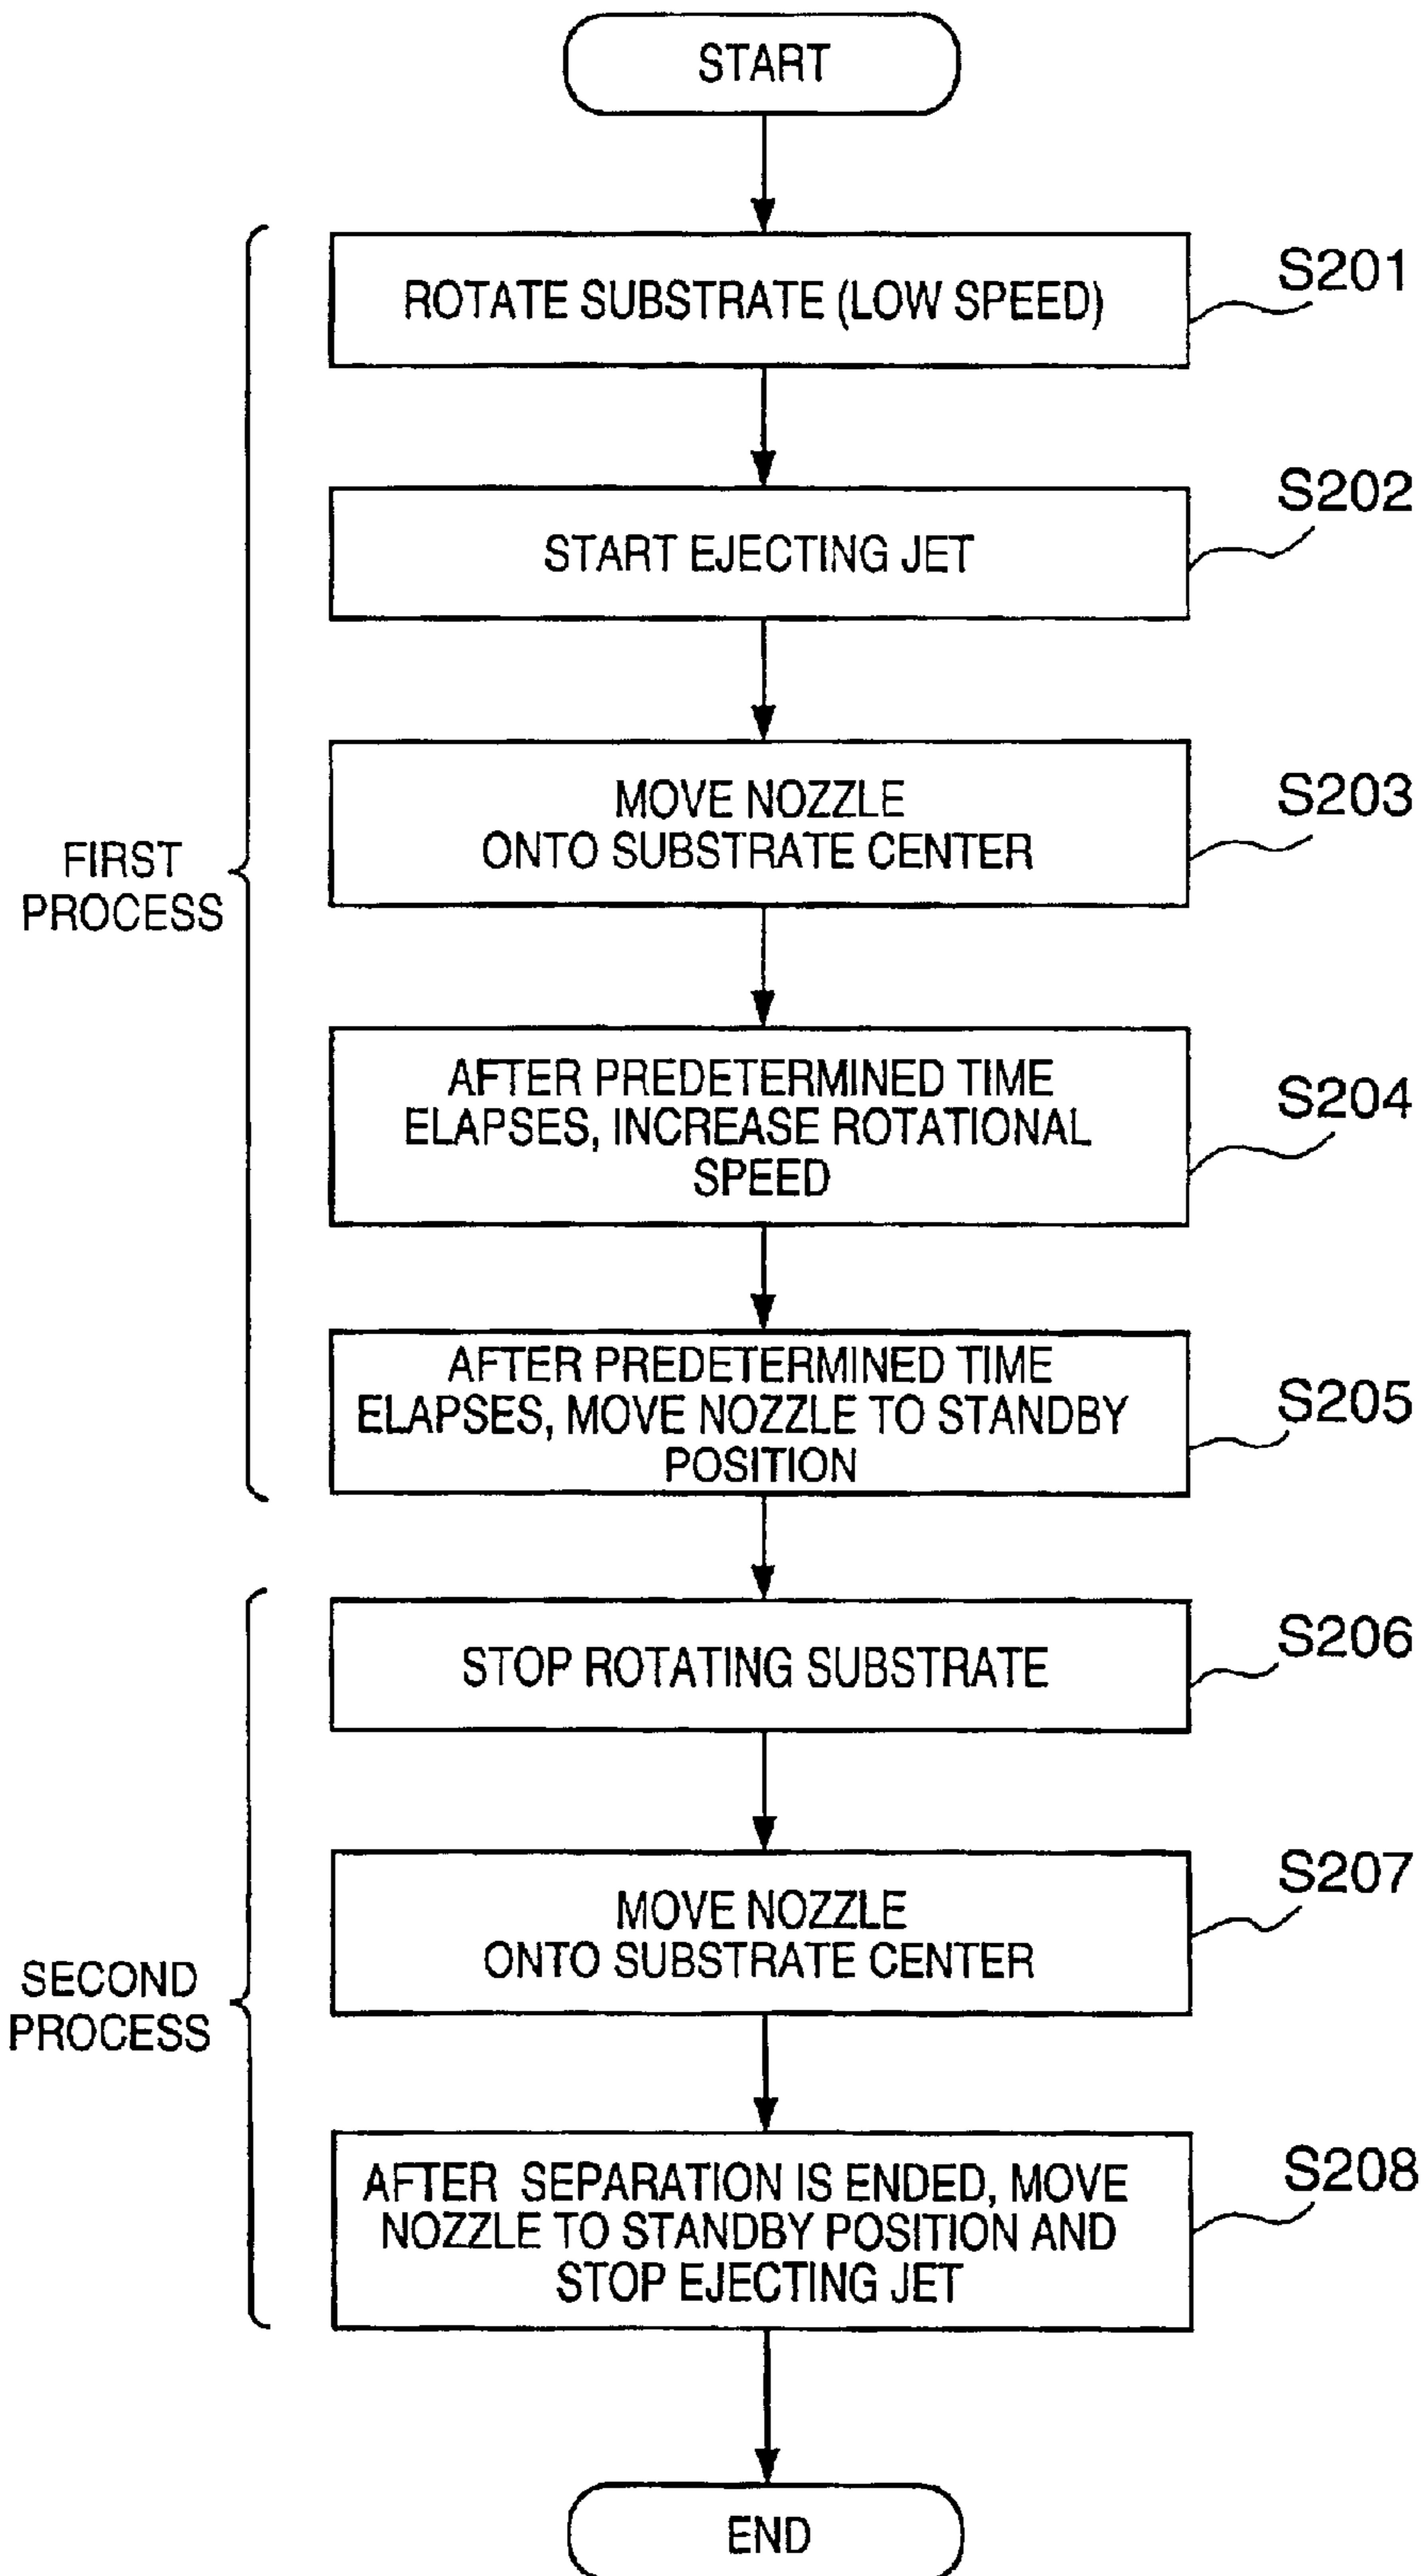 START
ROTATE SUBSTRATE (LOW SPEED)
S201
START EJECTING JET
S202
MOVE NOZZLE
ONTO SUBSTRATE CENTER
S203
FIRST
PROCESS
AFTER PREDETERMINED TIME
ELAPSES, INCREASE ROTATIONAL
SPEED
S204
AFTER PREDETERMINED TIME
ELAPSES, MOVE NOZZLE TO STANDBY
POSITION
S205
STOP ROTATING SUBSTRATE
S206
MOVE NOZZLE
ONTO SUBSTRATE CENTER
S207
SECOND
PROCESS
AFTER SEPARATION IS ENDED, MOVE
NOZZLE TO STANDBY POSITION AND
STOP EJECTING JET
S208
END